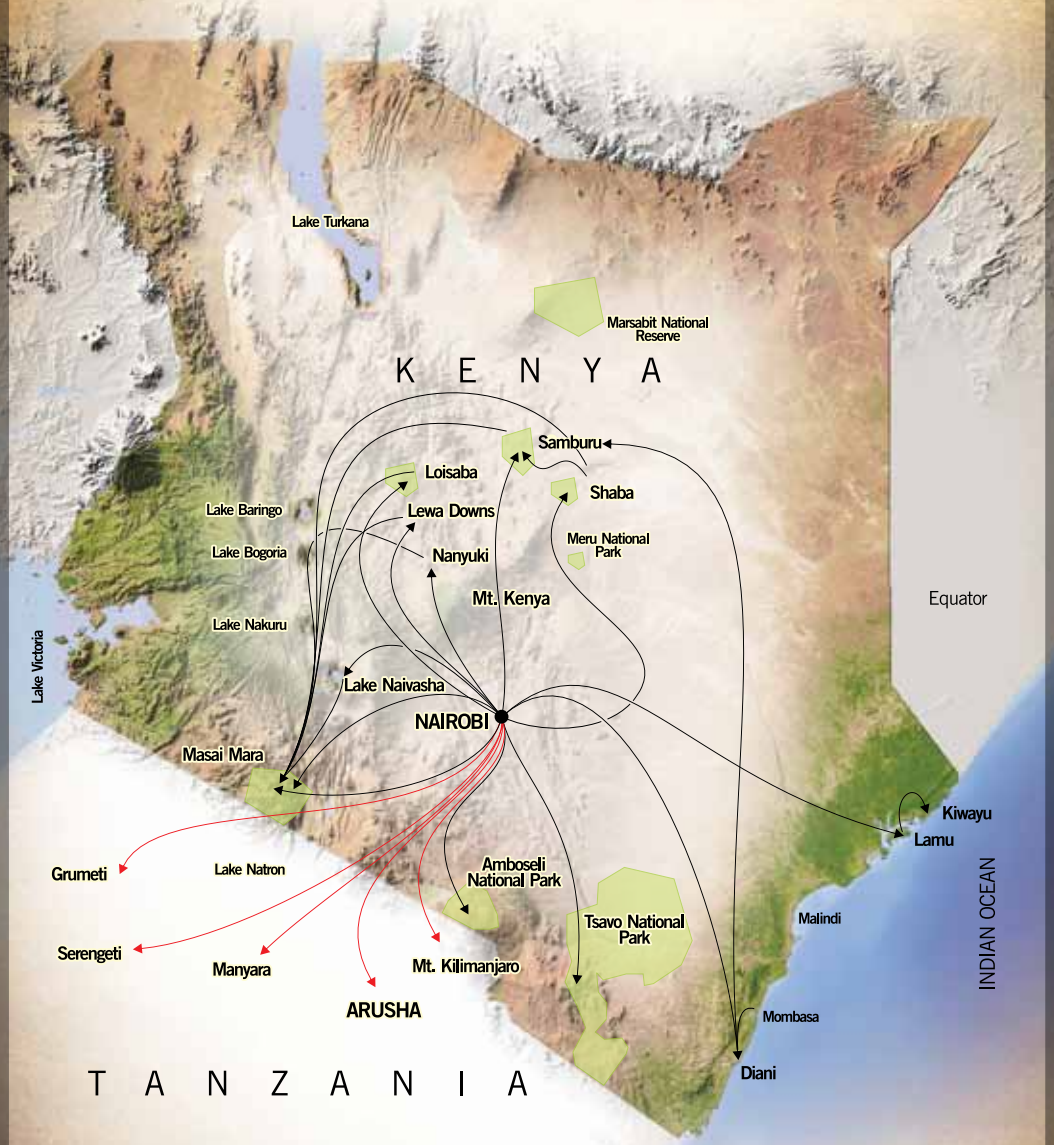 Lake Turkana
Marsabit National
Reserve
K E N Y A
Samburu
Loisaba
Shaba
Lake Baringo
Lewa Downs
Meru National
Park
Lake Bogoria
Nanyuki
Mt. Kenya
Equator
Lake Nakuru
Lake Victoria
Lake Naivasha
NAIROBI
Masai Mara
Kiwayu
Lamu
Grumeti
Lake Natron
Amboseli
National Park
Tsavo National
Park
Malindi
INDIAN OCEAN
Serengeti
Manyara
Mt. Kilimanjaro
ARUSHA
Mombasa
Diani
T A N Z A N I A